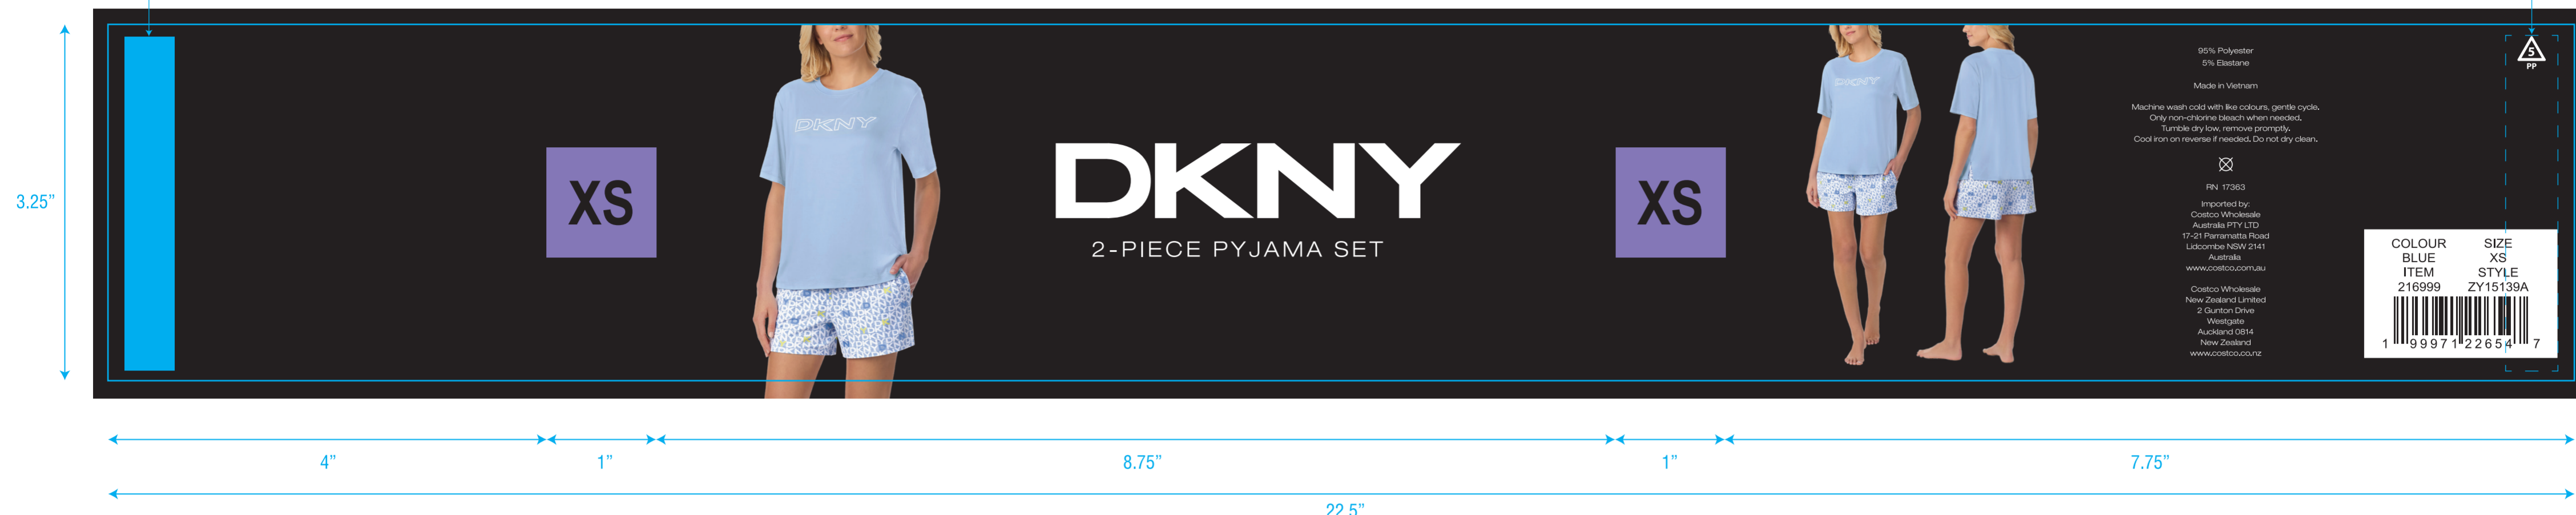 3.25”
XS
DKNY
DKNY
2-PIECE PYJAMA SET
XS
DKNY
95% Polyester
5% Elastane
Made in Vietnam
Machine wash cold with like colours, gentle cycle.
Only non-chlorine bleach when needed.
Tumble dry low, remove promptly.
Cool iron on reverse if needed. Do not dry clean.
RN 17363
Imported by:
Costco Wholesale
Australia PTY LTD
17-21 Parramatta Road
Lidcombe NSW 2141
Australia
www.costco.com.au
Costco Wholesale
New Zealand Limited
2 Gunton Drive
Westgate
Auckland 0814
New Zealand
www.costco.co.nz
5
PP
COLOUR SIZE
BLUE XS
ITEM STYLE
216999 ZY15139A
1 99971 22654 7
4” 1” 8.75” 1” 7.75”
22.5”